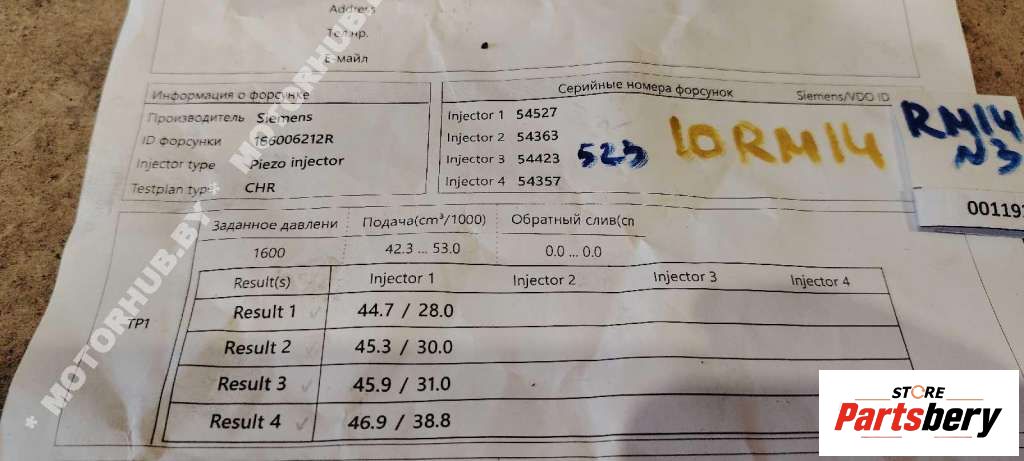 Address
Тел.нр.
Е-майл
Информация о форсунке
Производитель Siemens
ID форсунки 166006212R
Injector type Piezo injector
Testplan type CHR
Серийные номера форсунок Siemens/VDO ID
Injector 1 54527
Injector 2 54363
Injector 3 54423
Injector 4 54357
523
10RM14
RM14
N3
00119
TP1
Заданное давлени Подача(cm³/1000) Обратный слив(cm
1600 42.3 ... 53.0 0.0 ... 0.0
Result(s) Injector 1 Injector 2 Injector 3 Injector 4
Result 1 44.7 / 28.0
Result 2 45.3 / 30.0
Result 3 45.9 / 31.0
Result 4 46.9 / 38.8
* MOTORHUB.BY * MOTORHUB.BY
STORE
Partsbery